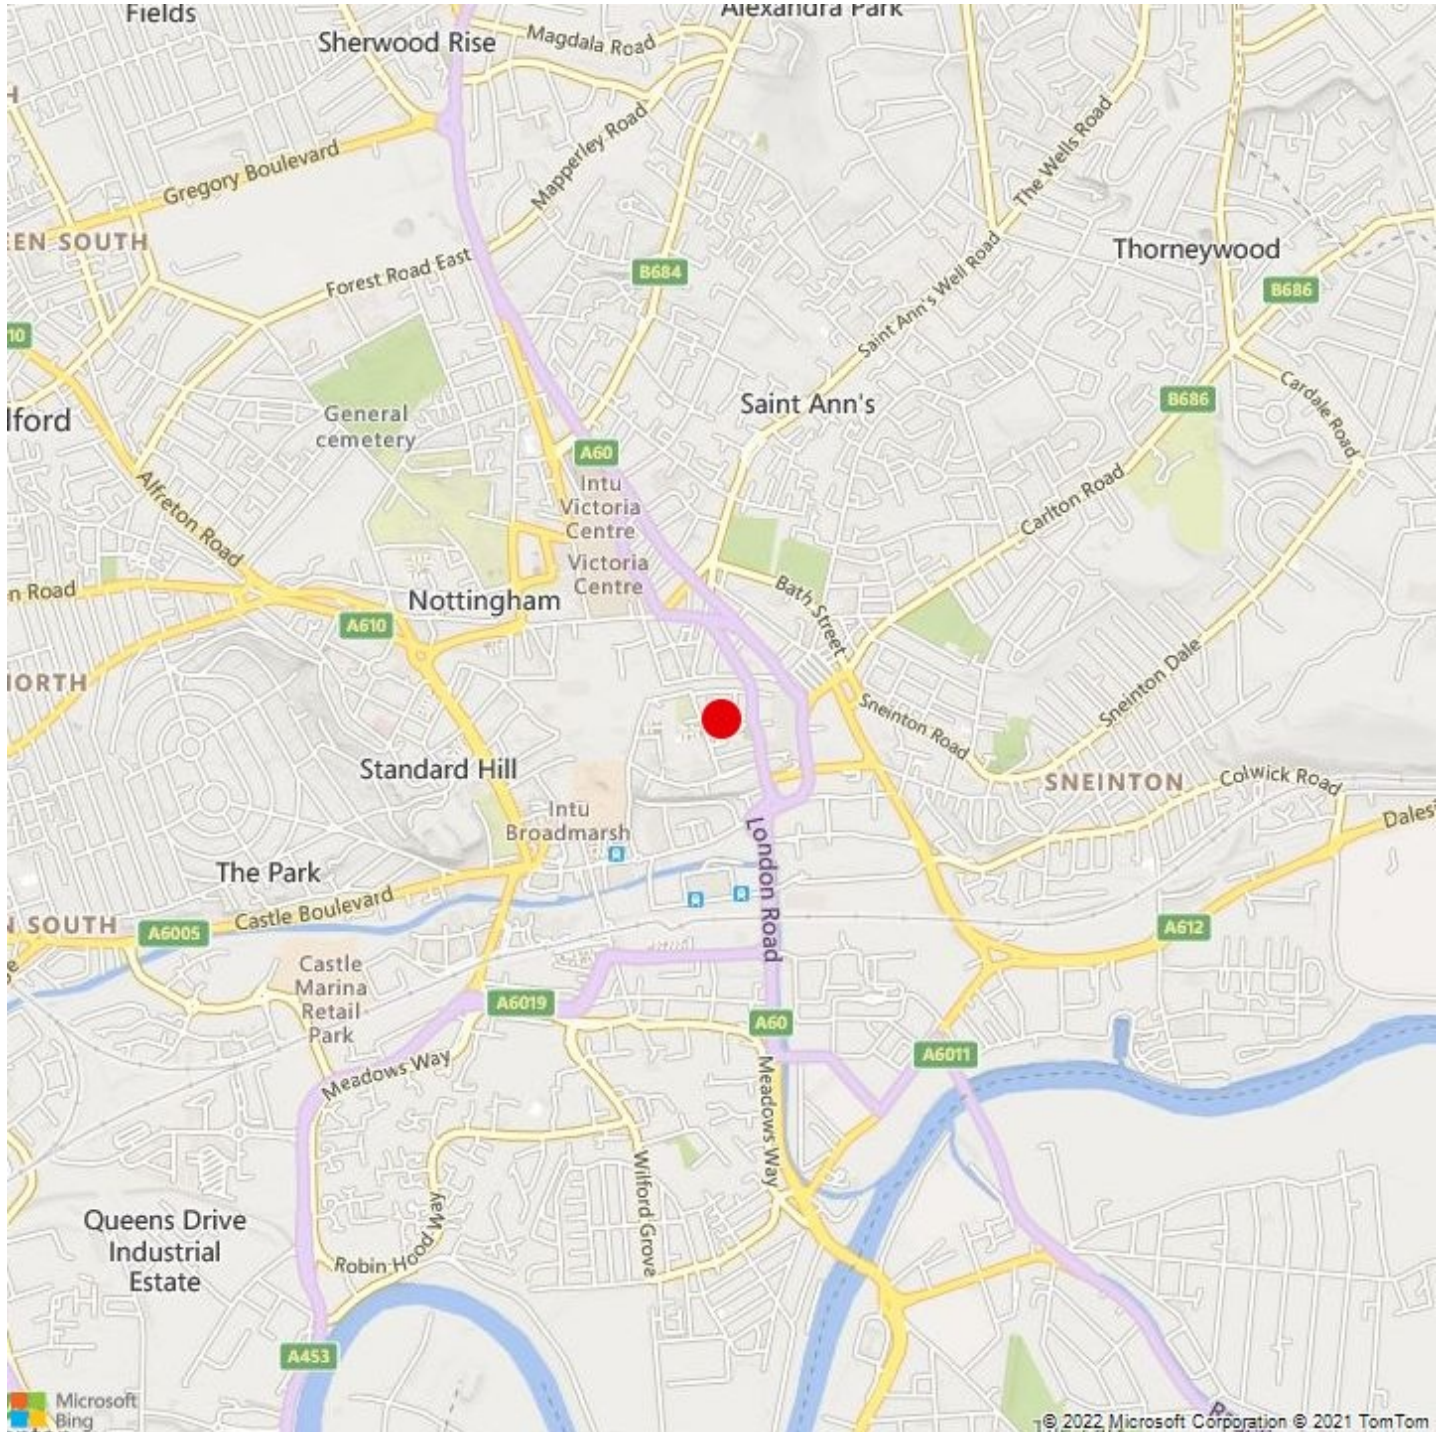 Fields
Alexandra Park
Sherwood Rise
Magdala Road
H
Mapperley Road
The Wells Road
Gregory Boulevard
EEN SOUTH
Forest Road East
Thorneywood
B684
B686
Saint Ann's Well Road
10
Cardale Road
Saint Ann's
B686
General
cemetery
lford
A60
Alfreton Road
Intu
Victoria
Centre
Carlton Road
Victoria
Centre
n Road
Nottingham
Bath Street
A610
IORTH
Sneinton Dale
Sneinton Road
Standard Hill
SNEINTON
Colwick Road
Intu
Broadmarsh
Dalesi
London Road
The Park
Castle Boulevard
SOUTH
A6005
A612
Castle
Marina
Retail
Park
A6019
A60
A6011
Meadows Way
Meadows Way
Wilford Grove
Robin Hood Way
Queens Drive
Industrial
Estate
A453
Microsoft
Bing
© 2022 Microsoft Corporation © 2021 TomTom